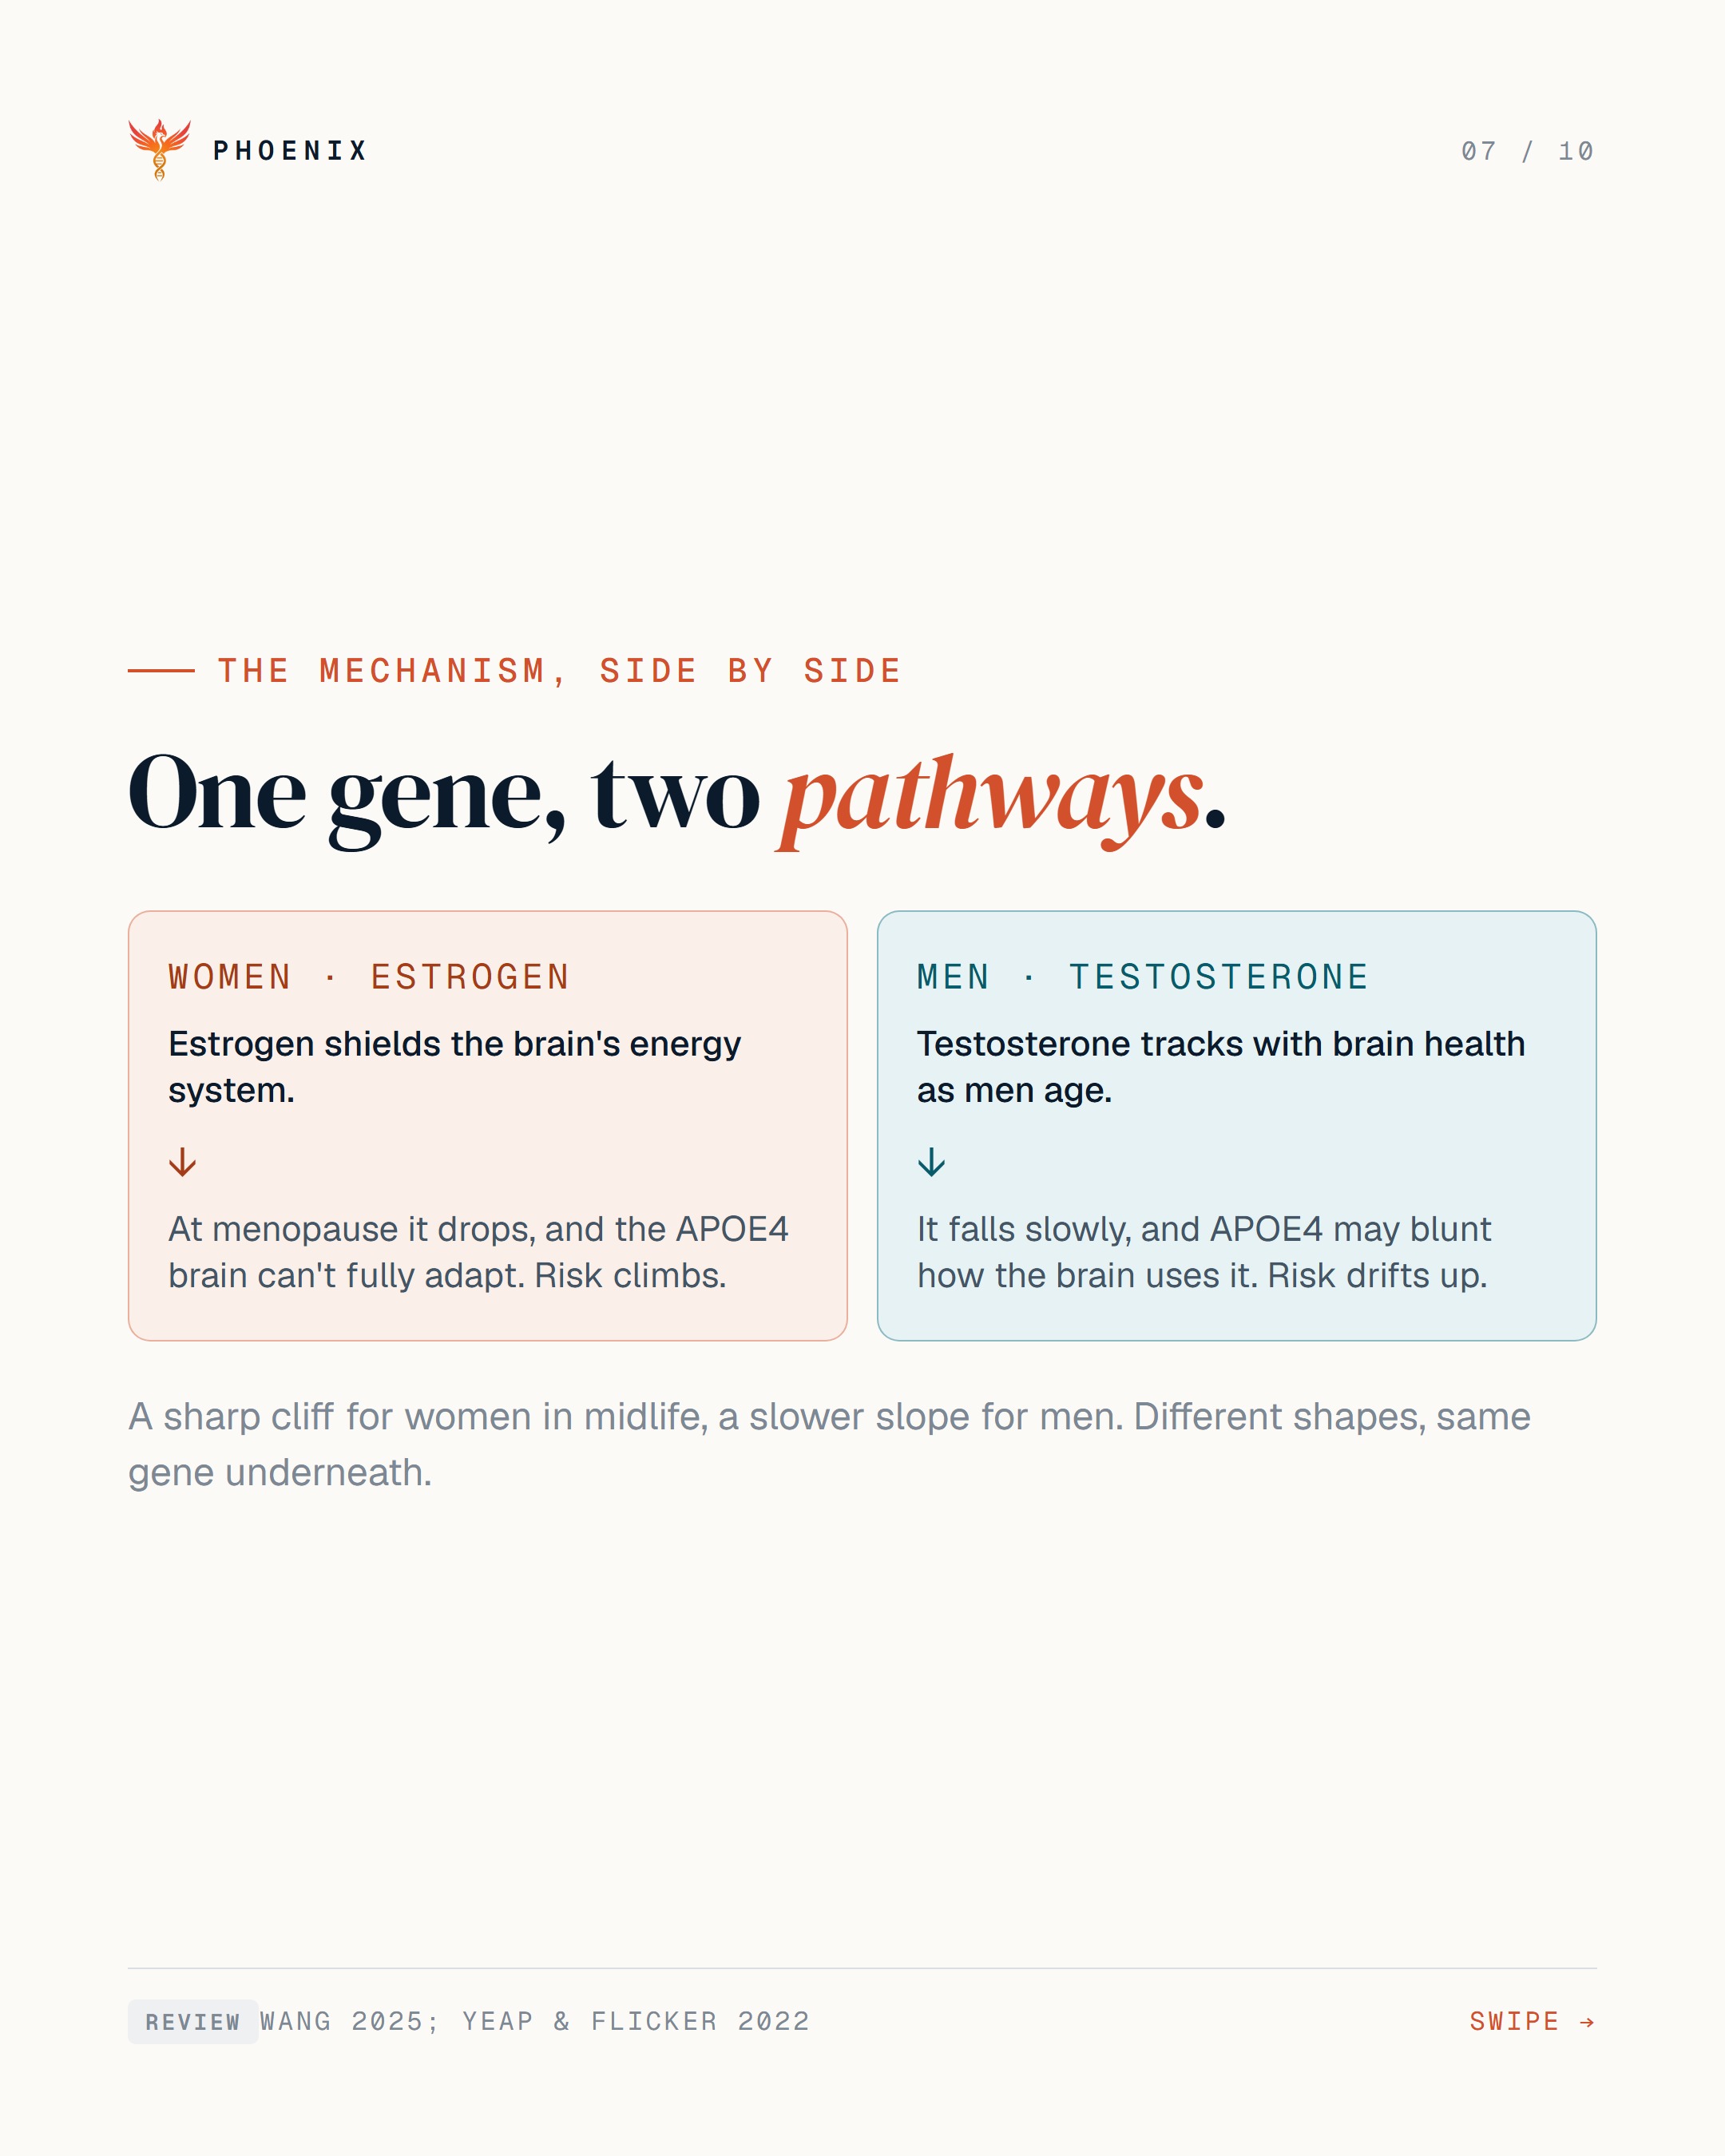 PHOENIX
07 / 10
THE MECHANISM, SIDE BY SIDE
One gene, two pathways.
WOMEN · ESTROGEN
Estrogen shields the brain's energy
system.
↓
At menopause it drops, and the APOE4
brain can't fully adapt. Risk climbs.
MEN · TESTOSTERONE
Testosterone tracks with brain health
as men age.
↓
It falls slowly, and APOE4 may blunt
how the brain uses it. Risk drifts up.
A sharp cliff for women in midlife, a slower slope for men. Different shapes, same
gene underneath.
REVIEW WANG 2025; YEAP & FLICKER 2022
SWIPE →